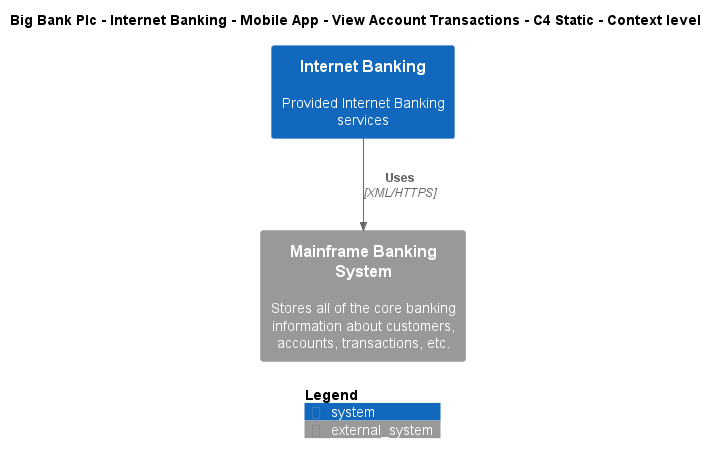 Big Bank Plc - Internet Banking - Mobile App - View Account Transactions - C4 Static - Context level
Internet Banking
Provided Internet Banking
services
Uses
[XML/HTTPS]
Mainframe Banking
System
Stores all of the core banking
information about customers,
accounts, transactions, etc.
Legend
system
external_system